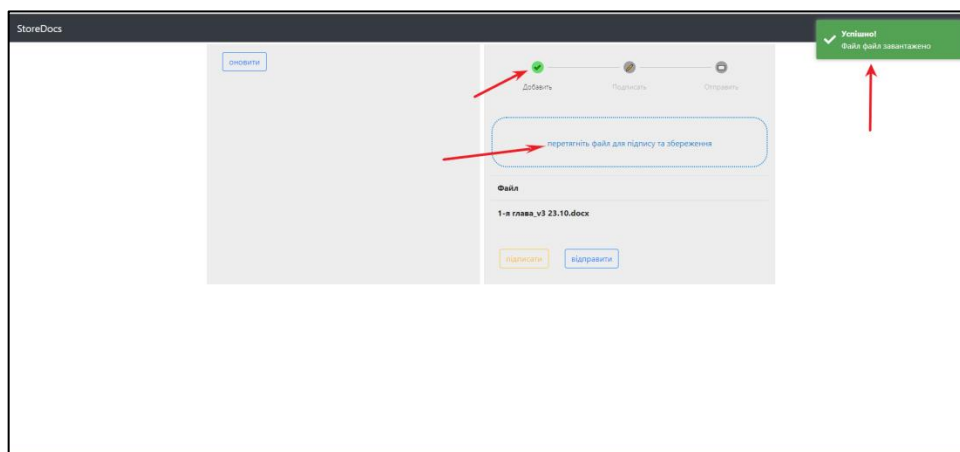 StoreDocs
Успішно!
Файл файл завантажено
оновити
Добавить
Подписать
Отправить
перетягніть файл для підпису та збереження
Файл
1-я глава_v3 23.10.docx
підписати
відправити